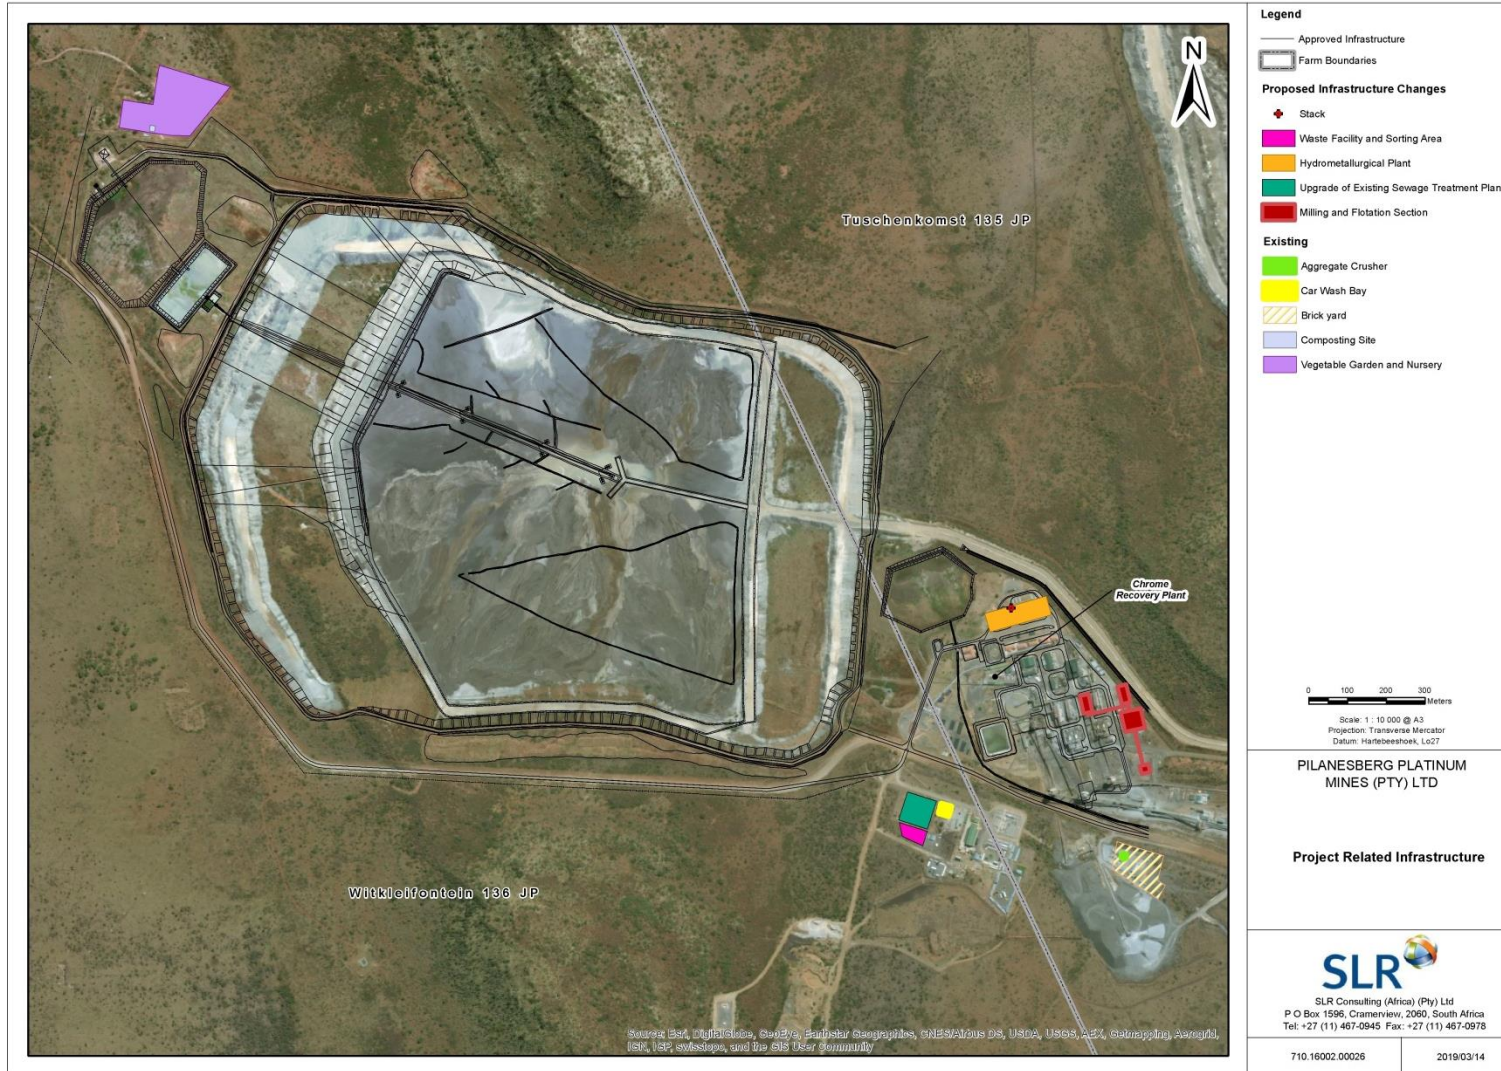 N
Tuschenkomst 135 JP
Chrome
Recovery Plant
Witkleifontein 136 JP
Source: Esri, DigitalGlobe, GeoEye, Earthstar Geographics, CNES/Airbus DS, USDA, USGS, AEX, Getmapping, Aerogrid,
IGN, IGP, swisstopo, and the GIS User Community
Legend
Approved Infrastructure
Farm Boundaries
Proposed Infrastructure Changes
Stack
Waste Facility and Sorting Area
Hydrometallurgical Plant
Upgrade of Existing Sewage Treatment Plan
Milling and Flotation Section
Existing
Aggregate Crusher
Car Wash Bay
Brick yard
Composting Site
Vegetable Garden and Nursery
0 100 200 300
Meters
Scale: 1 : 10 000 @ A3
Projection: Transverse Mercator
Datum: Hartebeeshoek, Lo27
PILANESBERG PLATINUM
MINES (PTY) LTD
Project Related Infrastructure
SLR
SLR Consulting (Africa) (Pty) Ltd
P O Box 1596, Cramerview, 2060, South Africa
Tel: +27 (11) 467-0945 Fax: +27 (11) 467-0978
710.16002.00026
2019/03/14